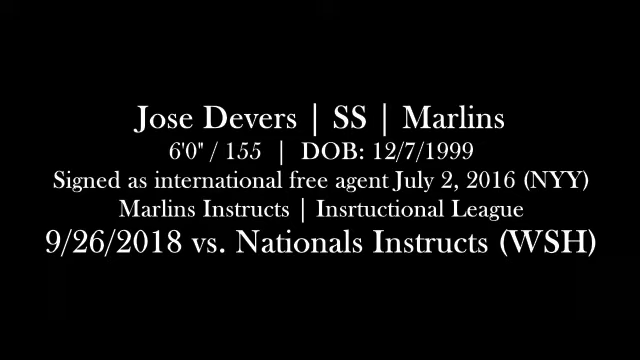 Jose Devers | SS | Marlins
6'0" / 155 | DOB: 12/7/1999
Signed as international free agent July 2, 2016 (NYY)
Marlins Instructs | Insrtuctional League
9/26/2018 vs. Nationals Instructs (WSH)